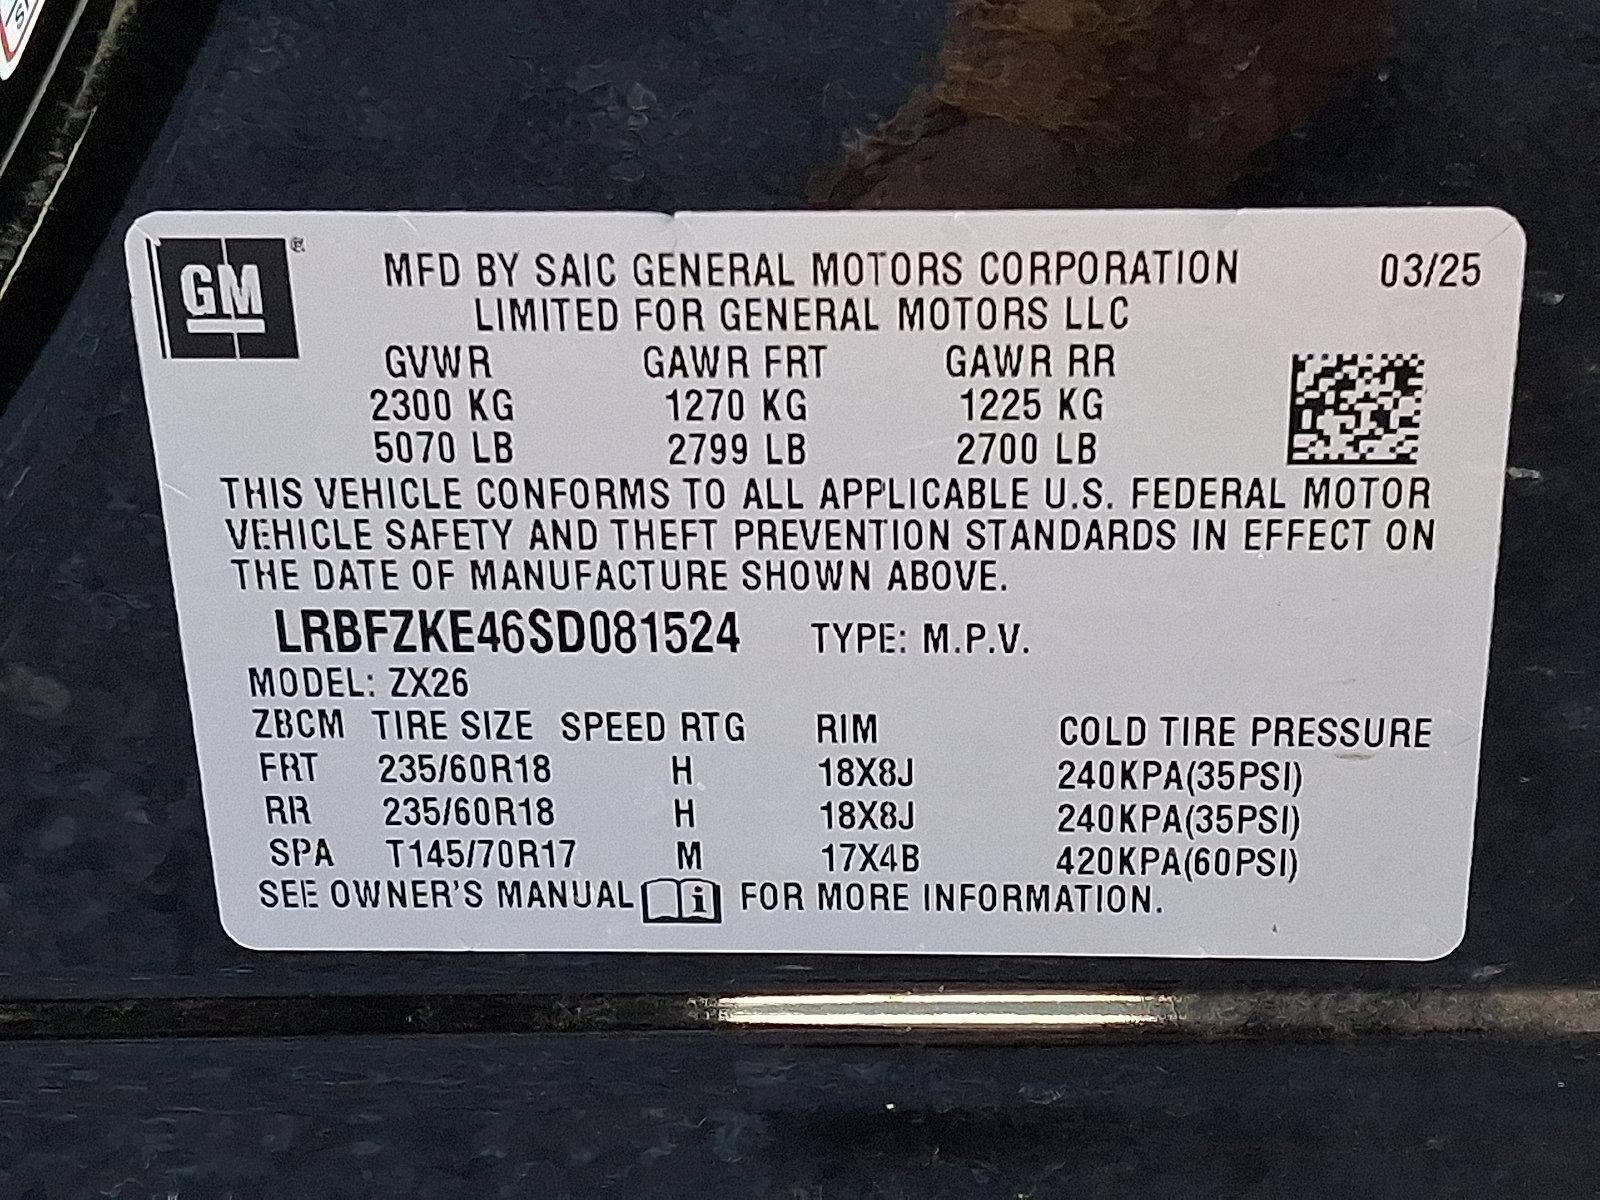 GM ®
MFD BY SAIC GENERAL MOTORS CORPORATION 03/25
LIMITED FOR GENERAL MOTORS LLC
GVWR GAWR FRT GAWR RR
2300 KG 1270 KG 1225 KG
5070 LB 2799 LB 2700 LB
THIS VEHICLE CONFORMS TO ALL APPLICABLE U.S. FEDERAL MOTOR
VEHICLE SAFETY AND THEFT PREVENTION STANDARDS IN EFFECT ON
THE DATE OF MANUFACTURE SHOWN ABOVE.
LRBFZKE46SD081524 TYPE: M.P.V.
MODEL: ZX26
ZBCM TIRE SIZE SPEED RTG RIM COLD TIRE PRESSURE
FRT 235/60R18 H 18X8J 240KPA(35PSI)
RR 235/60R18 H 18X8J 240KPA(35PSI)
SPA T145/70R17 M 17X4B 420KPA(60PSI)
SEE OWNER'S MANUAL i FOR MORE INFORMATION.